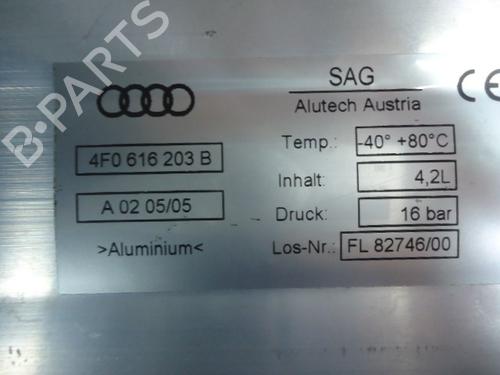 SAG
Alutech Austria
CE
4F0 616 203 B
A 02 05/05
>Aluminium<
Temp.: -40° +80°C
Inhalt: 4,2L
Druck: 16 bar
Los-Nr.: FL 82746/00
B-PARTS